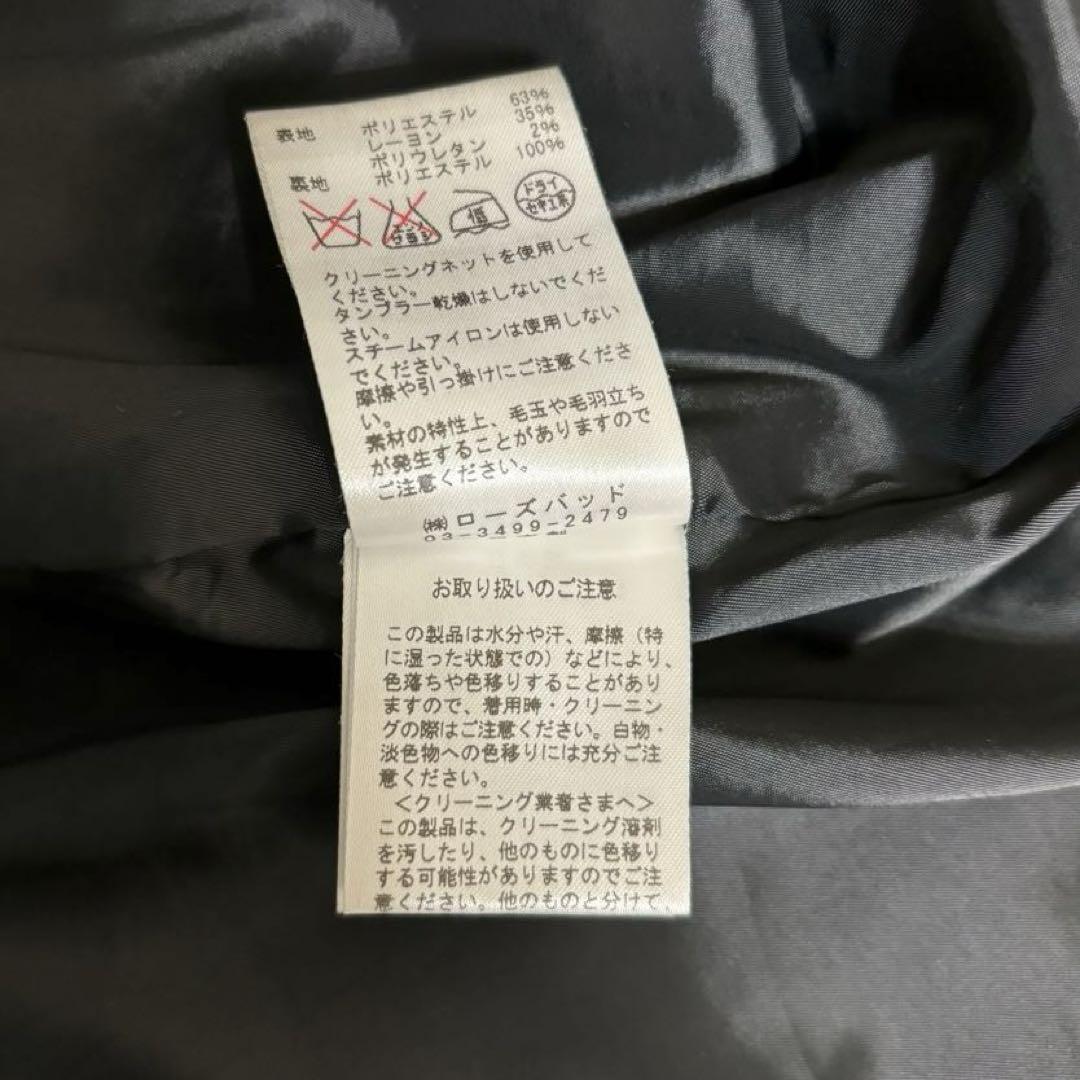 表地 ポリエステル 63%
レーヨン 35%
ポリウレタン 2%
裏地 ポリエステル 100%
エンソサラシ 低 ドライ セキユ系
クリーニングネットを使用して
ください。
タンブラー乾燥はしないでくだ
さい。
スチームアイロンは使用しない
でください。
摩擦や引っ掛けにご注意くださ
い。
素材の特性上、毛玉や毛羽立ち
が発生することがありますので
ご注意ください。
(株)ローズバッド
03-3499-2479
お取り扱いのご注意
この製品は水分や汗、摩擦（特
に湿った状態での）などにより、
色落ちや色移りすることがあり
ますので、着用時・クリーニン
グの際はご注意ください。白物・
淡色物への色移りには充分ご注
意ください。
＜クリーニング業者さまへ＞
この製品は、クリーニング溶剤
を汚したり、他のものに色移り
する可能性がありますのでご注
意ください。他のものと分けて、